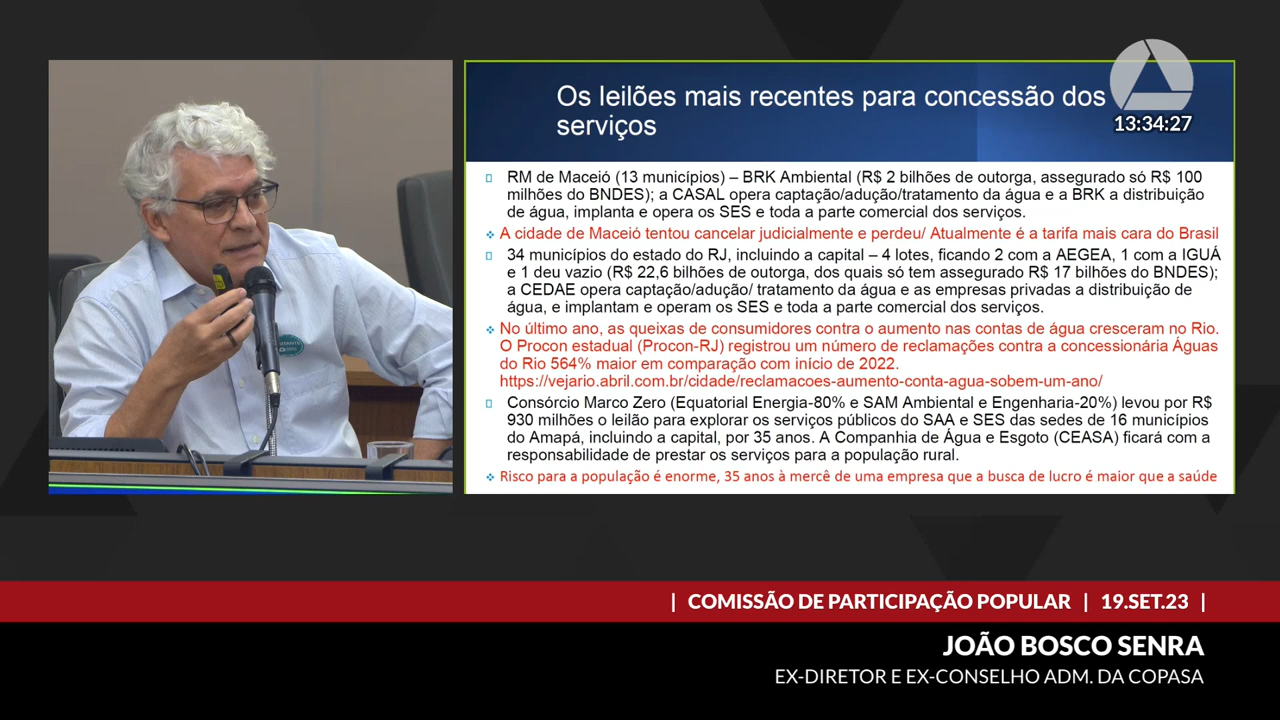 Os leilões mais recentes para concessão dos
serviços
13:34:27
RM de Maceió (13 municípios) – BRK Ambiental (R$ 2 bilhões de outorga, assegurado só R$ 100
milhões do BNDES); a CASAL opera captação/adução/tratamento da água e a BRK a distribuição
de água, implanta e opera os SES e toda a parte comercial dos serviços.
A cidade de Maceió tentou cancelar judicialmente e perdeu/ Atualmente é a tarifa mais cara do Brasil
34 municípios do estado do RJ, incluindo a capital – 4 lotes, ficando 2 com a AEGEA, 1 com a IGUÁ
e 1 deu vazio (R$ 22,6 bilhões de outorga, dos quais só tem assegurado R$ 17 bilhões do BNDES);
a CEDAE opera captação/adução/ tratamento da água e as empresas privadas a distribuição de
água, e implantam e operam os SES e toda a parte comercial dos serviços.
No último ano, as queixas de consumidores contra o aumento nas contas de água cresceram no Rio.
O Procon estadual (Procon-RJ) registrou um número de reclamações contra a concessionária Águas
do Rio 564% maior em comparação com início de 2022.
https://vejario.abril.com.br/cidade/reclamacoes-aumento-conta-agua-sobem-um-ano/
Consórcio Marco Zero (Equatorial Energia-80% e SAM Ambiental e Engenharia-20%) levou por R$
930 milhões o leilão para explorar os serviços públicos do SAA e SES das sedes de 16 municípios
do Amapá, incluindo a capital, por 35 anos. A Companhia de Água e Esgoto (CEASA) ficará com a
responsabilidade de prestar os serviços para a população rural.
Risco para a população é enorme, 35 anos à mercê de uma empresa que a busca de lucro é maior que a saúde
| COMISSÃO DE PARTICIPAÇÃO POPULAR | 19.SET.23 |
JOÃO BOSCO SENRA
EX-DIRETOR E EX-CONSELHO ADM. DA COPASA